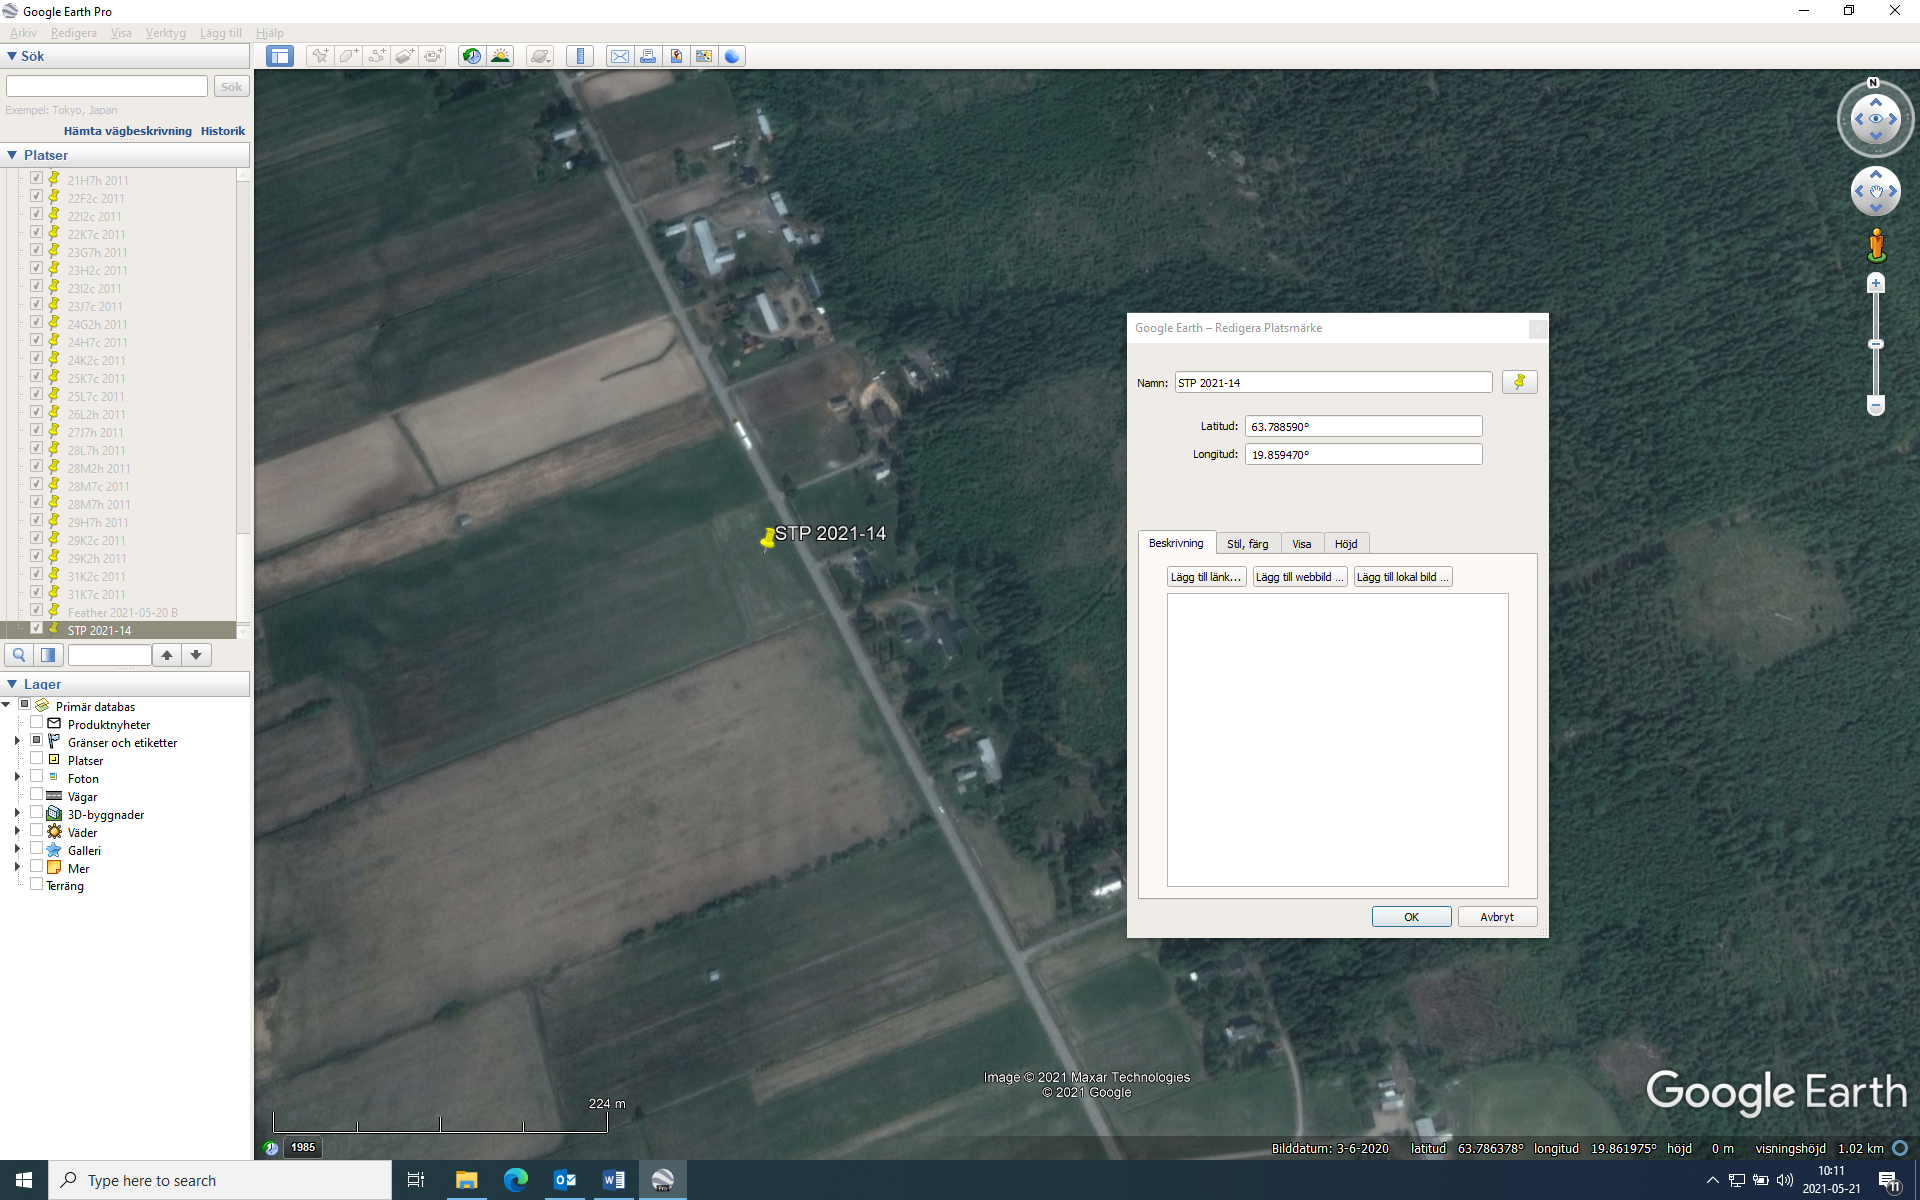 Google Earth Pro
Arkiv Redigera Visa Verktyg Lägg till Hjälp
Sök
Sök
Exempel: Tokyo, Japan
Hämta vägbeskrivning Historik
Platser
21H7h 2011
22F2c 2011
22I2c 2011
22K7c 2011
23G7h 2011
23H2c 2011
23I2c 2011
23J7c 2011
24G2h 2011
24H7c 2011
24K2c 2011
25K7c 2011
25L7c 2011
26L2h 2011
27J7h 2011
28L7h 2011
28M2h 2011
28M7c 2011
28M7h 2011
29H7h 2011
29K2c 2011
29K2h 2011
31K2c 2011
31K7c 2011
Feather 2021-05-20 B
STP 2021-14
Lager
Primär databas
Produktnyheter
Gränser och etiketter
Platser
Foton
Vägar
3D-byggnader
Väder
Galleri
Mer
Terräng
N
STP 2021-14
Google Earth – Redigera Platsmärke
Namn: STP 2021-14
Latitud: 63.788590°
Longitud: 19.859470°
Beskrivning Stil, färg Visa Höjd
Lägg till länk... Lägg till webbild ... Lägg till lokal bild ...
OK Avbryt
Image © 2021 Maxar Technologies
© 2021 Google
224 m
1985
Google Earth
Bilddatum: 3-6-2020 latitud 63.786378° longitud 19.861975° höjd 0 m visningshöjd 1.02 km
Type here to search
10:11
2021-05-21
11